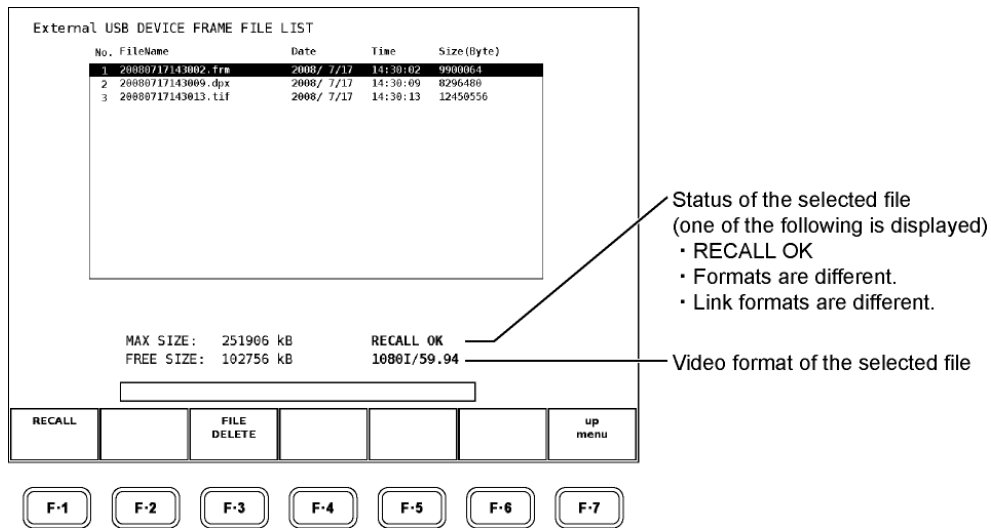 External USB DEVICE FRAME FILE LIST
No. FileName Date Time Size(Byte)
1 20080717143002.frm 2008/ 7/17 14:30:02 9900064
2 20080717143009.dpx 2008/ 7/17 14:30:09 8296480
3 20080717143013.tif 2008/ 7/17 14:30:13 12450556
Status of the selected file
(one of the following is displayed)
・RECALL OK
・Formats are different.
・Link formats are different.
MAX SIZE: 251906 kB RECALL OK
FREE SIZE: 102756 kB 1080I/59.94
Video format of the selected file
RECALL FILE up
DELETE menu
F·1 F·2 F·3 F·4 F·5 F·6 F·7